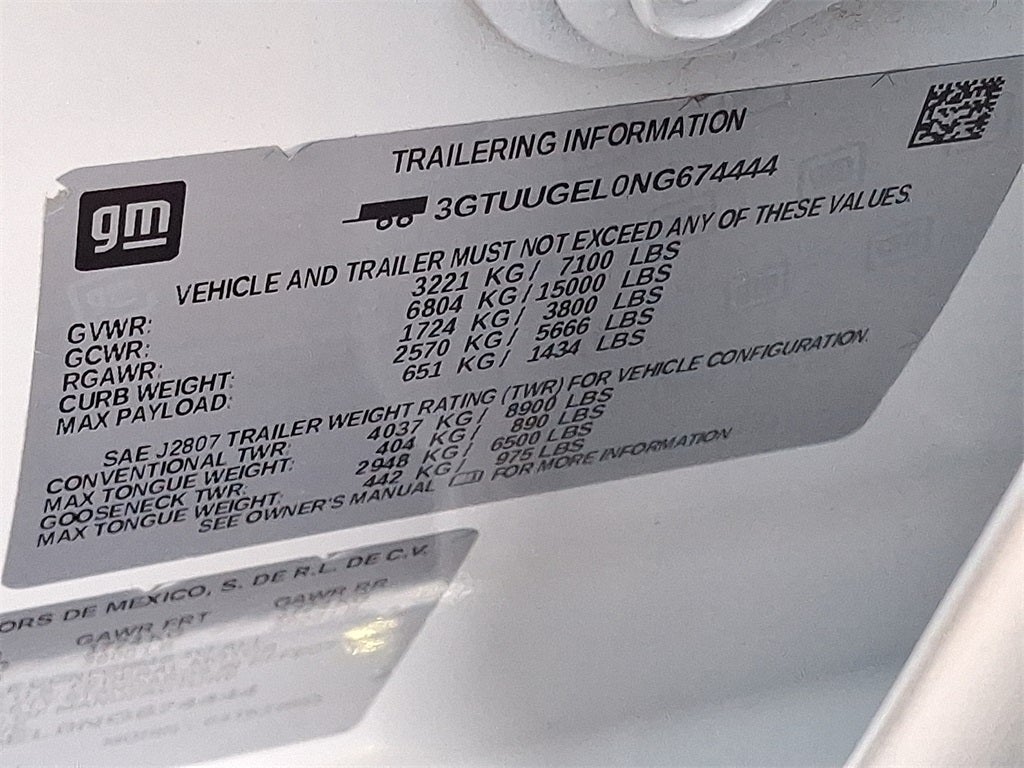 gm
TRAILERING INFORMATION
3GTUUGEL0NG674444
VEHICLE AND TRAILER MUST NOT EXCEED ANY OF THESE VALUES.
GVWR: 3221 KG/ 7100 LBS
GCWR: 6804 KG/15000 LBS
RGAWR: 1724 KG/ 3800 LBS
CURB WEIGHT: 2570 KG/ 5666 LBS
MAX PAYLOAD: 651 KG/ 1434 LBS
SAE J2807 TRAILER WEIGHT RATING (TWR) FOR VEHICLE CONFIGURATION.
CONVENTIONAL TWR: 4037 KG/ 8900 LBS
MAX TONGUE WEIGHT: 404 KG/ 890 LBS
GOOSENECK TWR: 2948 KG/ 6500 LBS
MAX TONGUE WEIGHT: 442 KG/ 975 LBS
SEE OWNER'S MANUAL FOR MORE INFORMATION
ORS DE MEXICO, S. DE R.L. DE C.V.
GAWR FRT GAWR RR